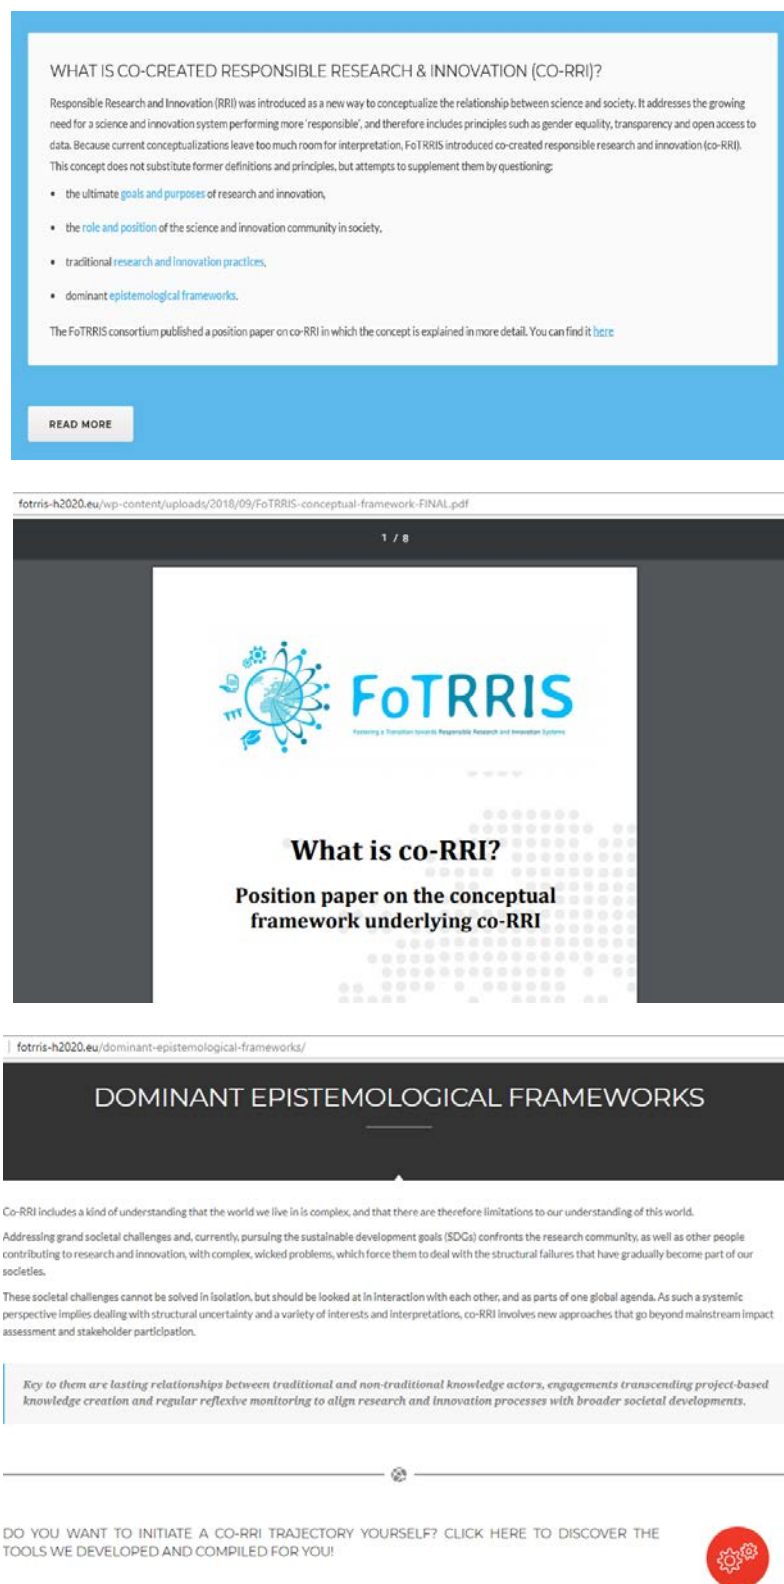 WHAT IS CO-CREATED RESPONSIBLE RESEARCH & INNOVATION (CO-RRI)?
Responsible Research and Innovation (RRI) was introduced as a new way to conceptualize the relationship between science and society. It addresses the growing
need for a science and innovation system performing more 'responsible', and therefore includes principles such as gender equality, transparency and open access to
data. Because current conceptualizations leave too much room for interpretation, FoTRRIS introduced co-created responsible research and innovation (co-RRI).
This concept does not substitute former definitions and principles, but attempts to supplement them by questioning:
• the ultimate goals and purposes of research and innovation,
• the role and position of the science and innovation community in society,
• traditional research and innovation practices,
• dominant epistemological frameworks.
The FoTRRIS consortium published a position paper on co-RRI in which the concept is explained in more detail. You can find it here
READ MORE
fotrris-h2020.eu/wp-content/uploads/2018/09/FoTRRIS-conceptual-framework-FINAL.pdf
1 / 8
FoTRRIS
Fostering a Transition towards Responsible Research and Innovation Systems
What is co-RRI?
Position paper on the conceptual
framework underlying co-RRI
fotrris-h2020.eu/dominant-epistemological-frameworks/
DOMINANT EPISTEMOLOGICAL FRAMEWORKS
Co-RRI includes a kind of understanding that the world we live in is complex, and that there are therefore limitations to our understanding of this world.
Addressing grand societal challenges and, currently, pursuing the sustainable development goals (SDGs) confronts the research community, as well as other people
contributing to research and innovation, with complex, wicked problems, which force them to deal with the structural failures that have gradually become part of our
societies.
These societal challenges cannot be solved in isolation, but should be looked at in interaction with each other, and as parts of one global agenda. As such a systemic
perspective implies dealing with structural uncertainty and a variety of interests and interpretations, co-RRI involves new approaches that go beyond mainstream impact
assessment and stakeholder participation.
Key to them are lasting relationships between traditional and non-traditional knowledge actors, engagements transcending project-based
knowledge creation and regular reflexive monitoring to align research and innovation processes with broader societal developments.
DO YOU WANT TO INITIATE A CO-RRI TRAJECTORY YOURSELF? CLICK HERE TO DISCOVER THE
TOOLS WE DEVELOPED AND COMPILED FOR YOU!